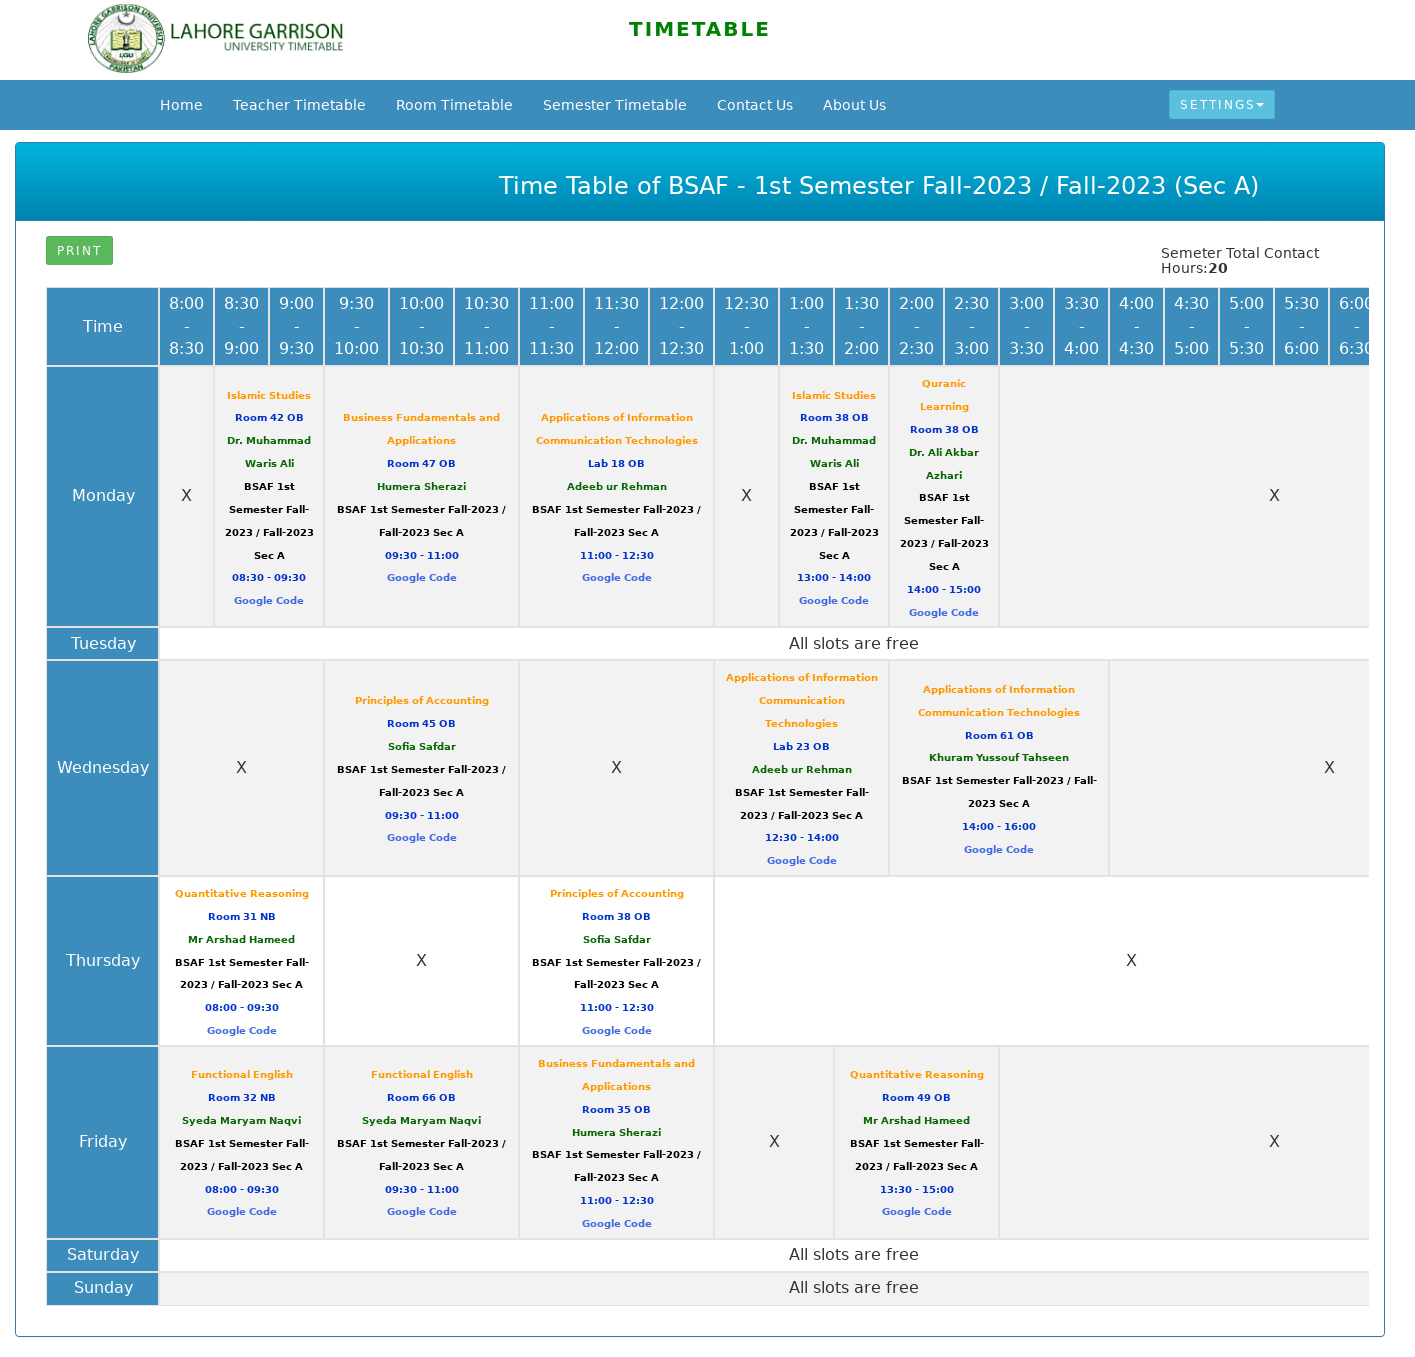 LAHORE GARRISON UNIVERSITY
LGU
PAKISTAN
LAHORE GARRISON
UNIVERSITY TIMETABLE
TIMETABLE
Home Teacher Timetable Room Timetable Semester Timetable Contact Us About Us SETTINGS
Time Table of BSAF - 1st Semester Fall-2023 / Fall-2023 (Sec A)
PRINT
Semeter Total Contact
Hours:20
Time
8:00 - 8:30
8:30 - 9:00
9:00 - 9:30
9:30 - 10:00
10:00 - 10:30
10:30 - 11:00
11:00 - 11:30
11:30 - 12:00
12:00 - 12:30
12:30 - 1:00
1:00 - 1:30
1:30 - 2:00
2:00 - 2:30
2:30 - 3:00
3:00 - 3:30
3:30 - 4:00
4:00 - 4:30
4:30 - 5:00
5:00 - 5:30
5:30 - 6:00
6:00 - 6:30
Monday
X
Islamic Studies
Room 42 OB
Dr. Muhammad
Waris Ali
BSAF 1st
Semester Fall-
2023 / Fall-2023
Sec A
08:30 - 09:30
Google Code
Business Fundamentals and
Applications
Room 47 OB
Humera Sherazi
BSAF 1st Semester Fall-2023 /
Fall-2023 Sec A
09:30 - 11:00
Google Code
Applications of Information
Communication Technologies
Lab 18 OB
Adeeb ur Rehman
BSAF 1st Semester Fall-2023 /
Fall-2023 Sec A
11:00 - 12:30
Google Code
X
Islamic Studies
Room 38 OB
Dr. Muhammad
Waris Ali
BSAF 1st
Semester Fall-
2023 / Fall-2023
Sec A
13:00 - 14:00
Google Code
Quranic
Learning
Room 38 OB
Dr. Ali Akbar
Azhari
BSAF 1st
Semester Fall-
2023 / Fall-2023
Sec A
14:00 - 15:00
Google Code
X
Tuesday
All slots are free
Wednesday
X
Principles of Accounting
Room 45 OB
Sofia Safdar
BSAF 1st Semester Fall-2023 /
Fall-2023 Sec A
09:30 - 11:00
Google Code
X
Applications of Information
Communication
Technologies
Lab 23 OB
Adeeb ur Rehman
BSAF 1st Semester Fall-
2023 / Fall-2023 Sec A
12:30 - 14:00
Google Code
Applications of Information
Communication Technologies
Room 61 OB
Khuram Yussouf Tahseen
BSAF 1st Semester Fall-2023 / Fall-
2023 Sec A
14:00 - 16:00
Google Code
X
Thursday
Quantitative Reasoning
Room 31 NB
Mr Arshad Hameed
BSAF 1st Semester Fall-
2023 / Fall-2023 Sec A
08:00 - 09:30
Google Code
X
Principles of Accounting
Room 38 OB
Sofia Safdar
BSAF 1st Semester Fall-2023 /
Fall-2023 Sec A
11:00 - 12:30
Google Code
X
Friday
Functional English
Room 32 NB
Syeda Maryam Naqvi
BSAF 1st Semester Fall-
2023 / Fall-2023 Sec A
08:00 - 09:30
Google Code
Functional English
Room 66 OB
Syeda Maryam Naqvi
BSAF 1st Semester Fall-2023 /
Fall-2023 Sec A
09:30 - 11:00
Google Code
Business Fundamentals and
Applications
Room 35 OB
Humera Sherazi
BSAF 1st Semester Fall-2023 /
Fall-2023 Sec A
11:00 - 12:30
Google Code
X
Quantitative Reasoning
Room 49 OB
Mr Arshad Hameed
BSAF 1st Semester Fall-
2023 / Fall-2023 Sec A
13:30 - 15:00
Google Code
X
Saturday
All slots are free
Sunday
All slots are free